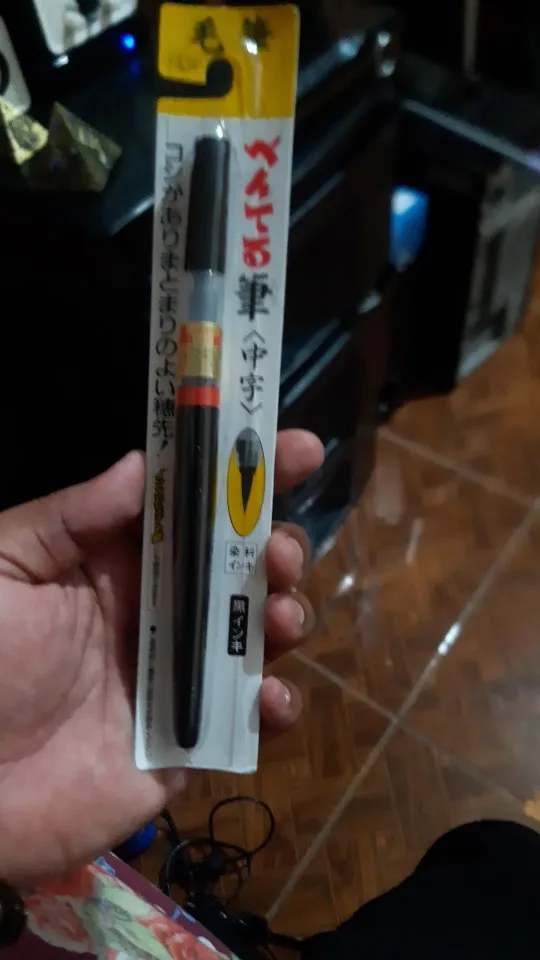 毛筆
ぺんてる筆〈中字〉
染料
インキ
黒インキ
コシがありまとまりのよい穂先!